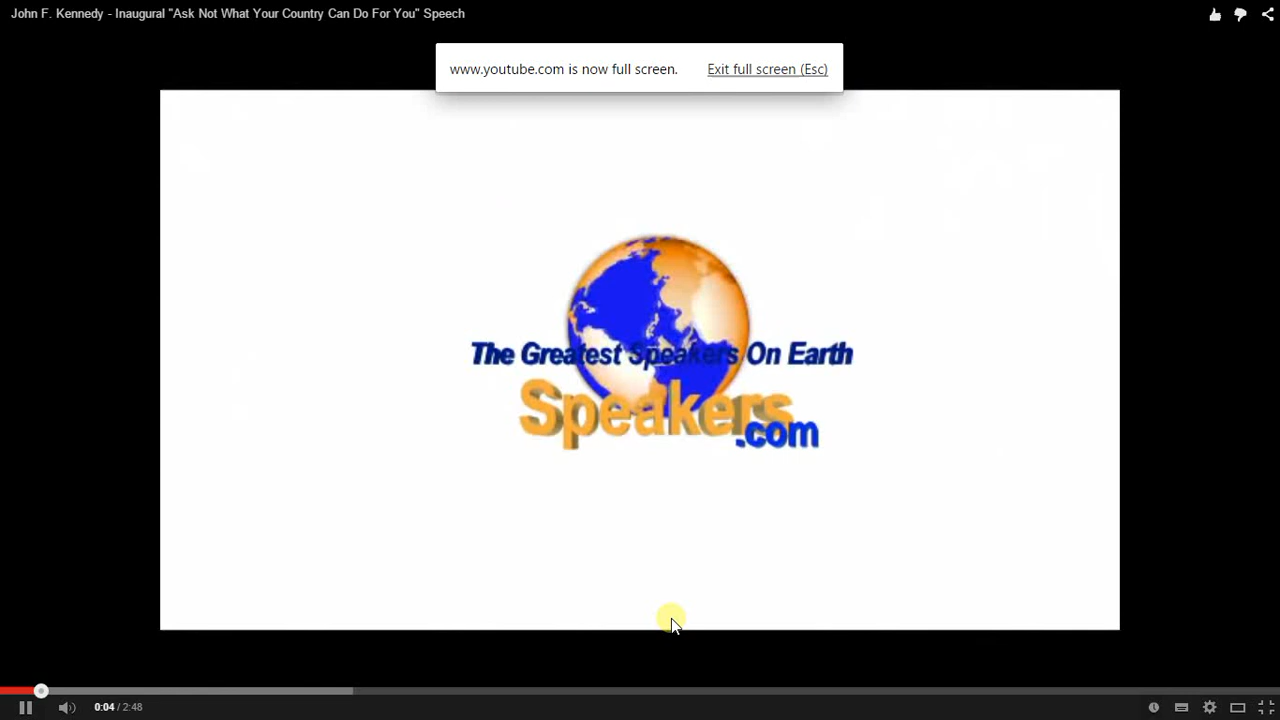 John F. Kennedy - Inaugural "Ask Not What Your Country Can Do For You" Speech
www.youtube.com is now full screen. Exit full screen (Esc)
The Greatest Speakers On Earth
Speakers
.com
0:04 / 2:48